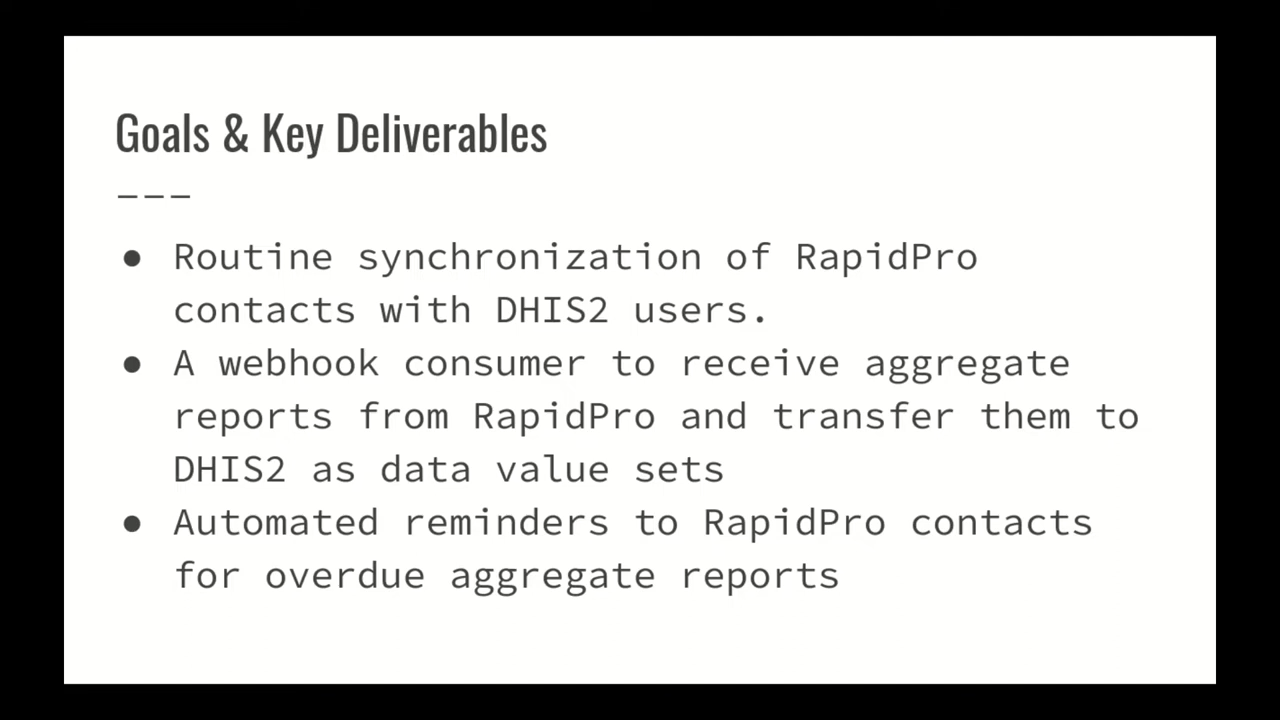 Goals & Key Deliverables
---
● Routine synchronization of RapidPro
contacts with DHIS2 users.
● A webhook consumer to receive aggregate
reports from RapidPro and transfer them to
DHIS2 as data value sets
● Automated reminders to RapidPro contacts
for overdue aggregate reports